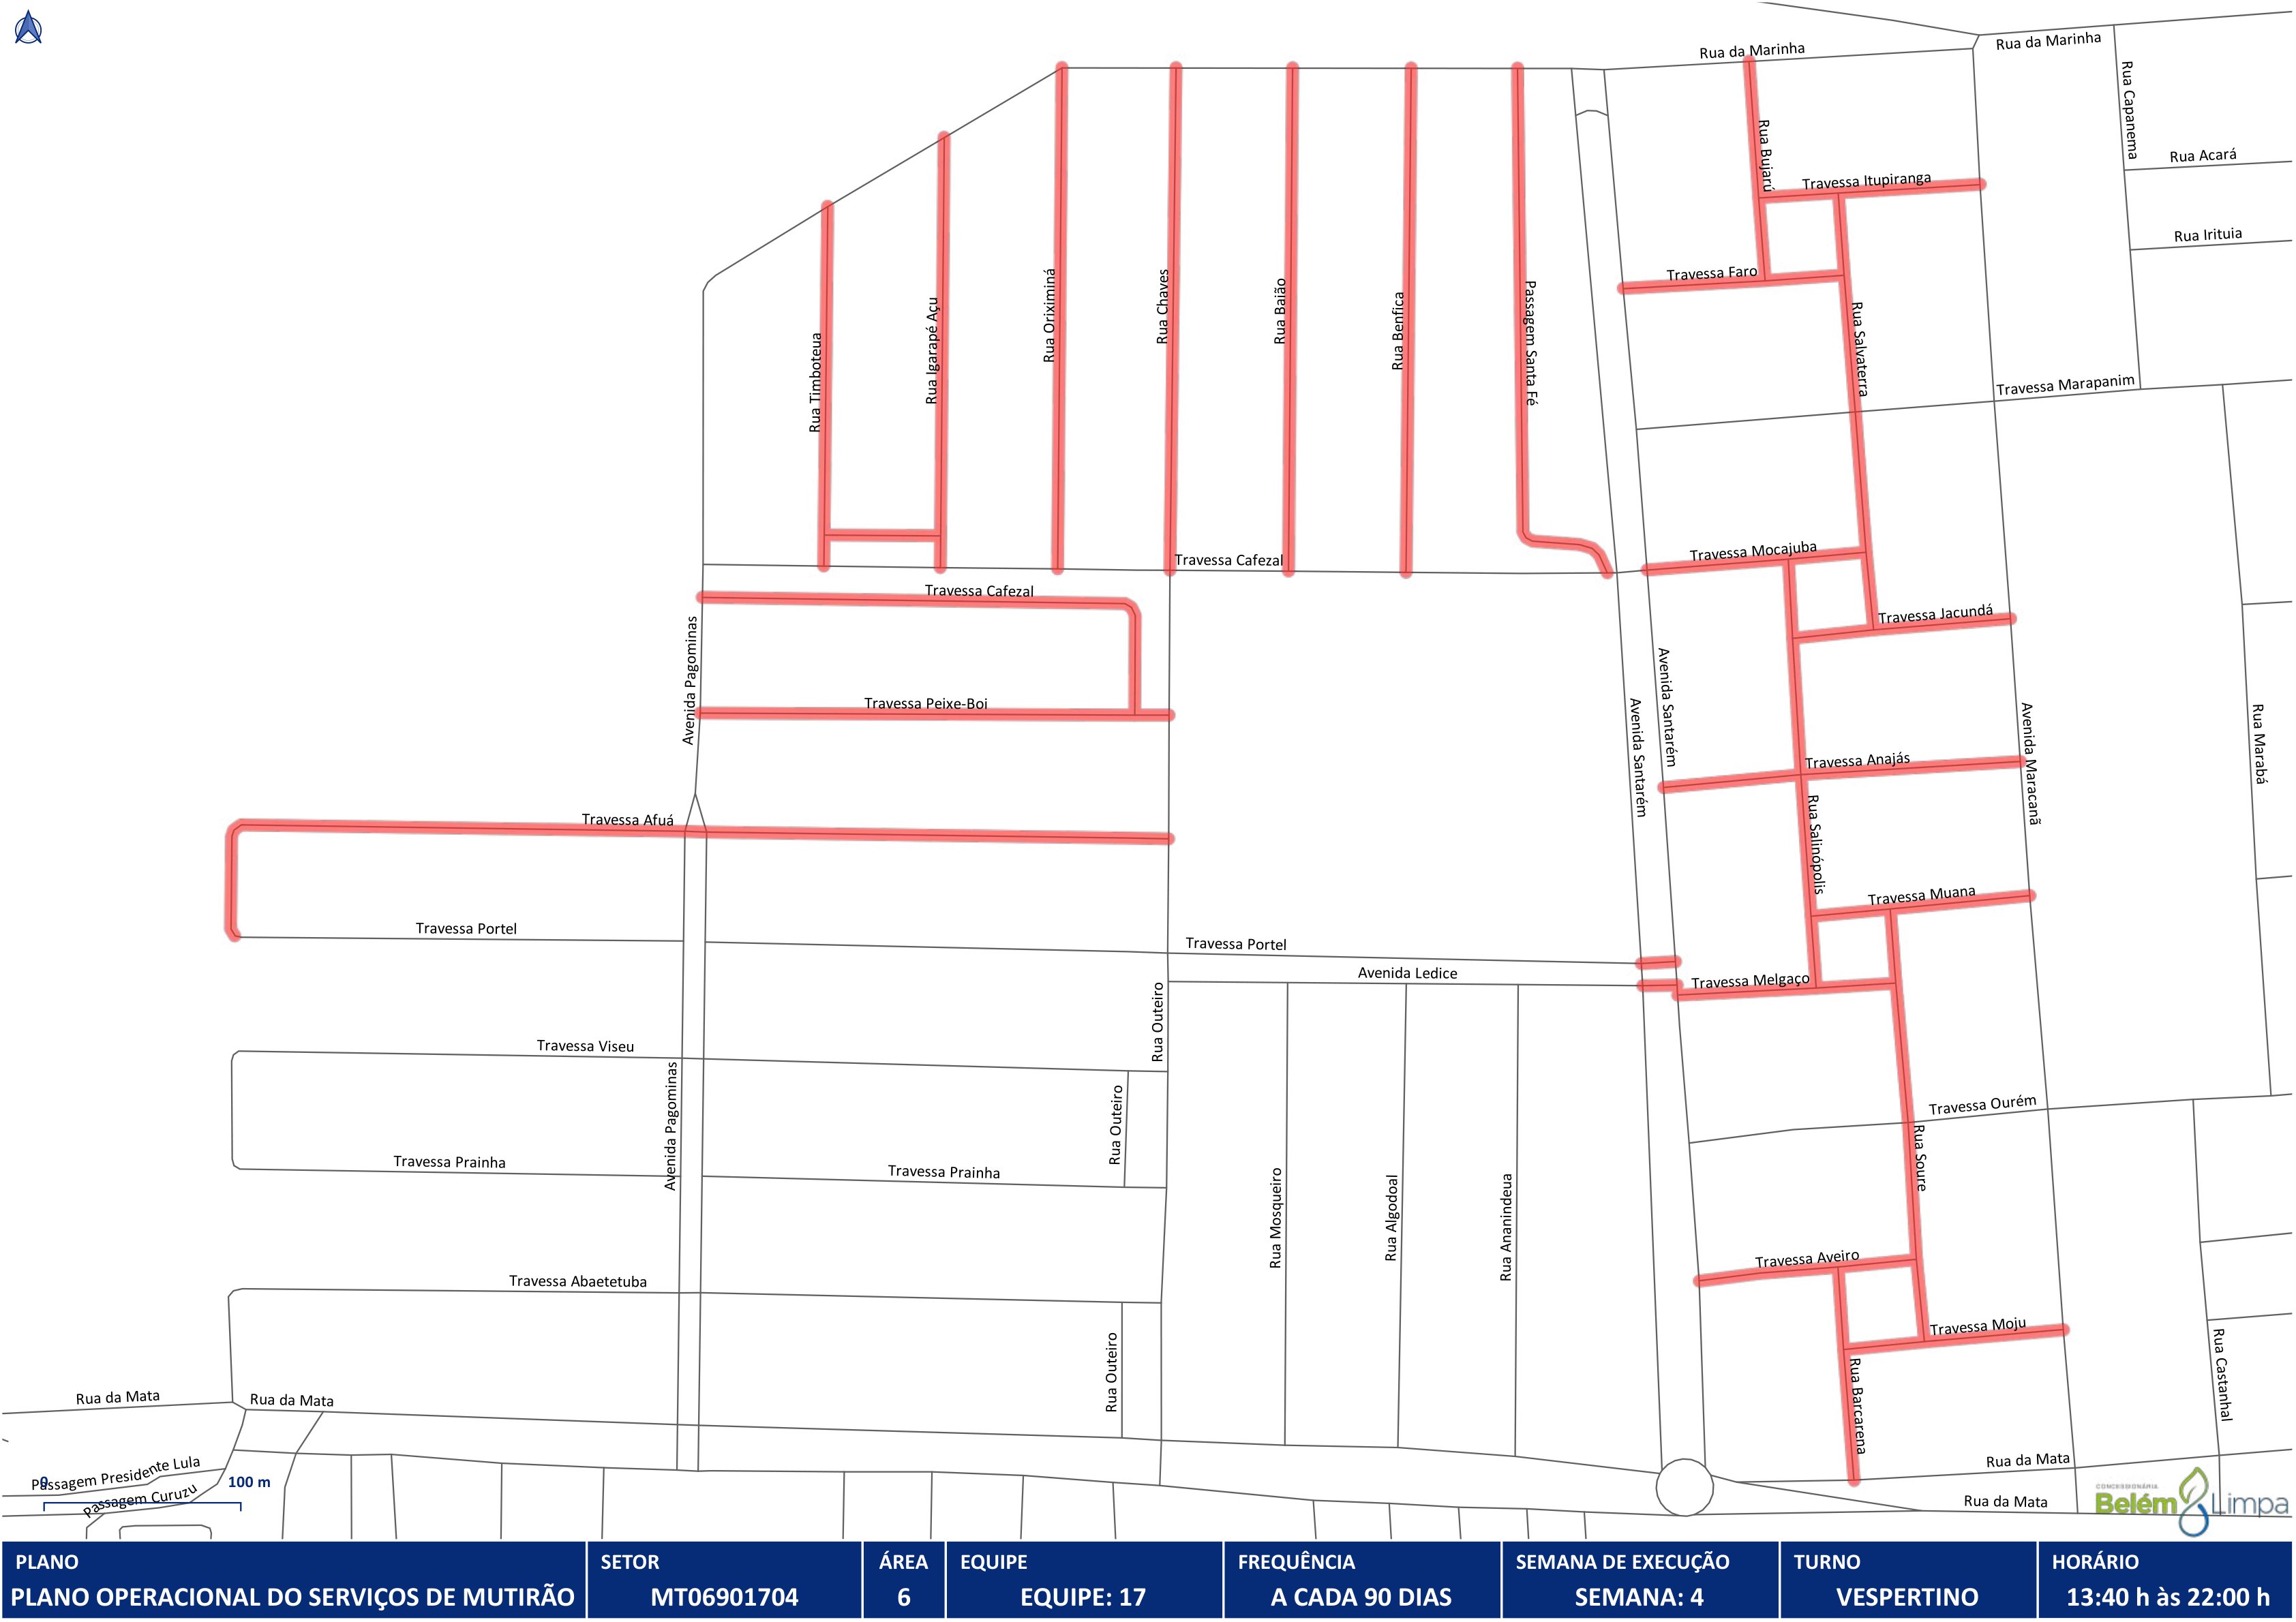 Rua da Marinha
Rua da Marinha
Rua Capanema
Rua Bujarú
Rua Acará
Travessa Itupiranga
Rua Irituia
Travessa Faro
Rua Timboteua
Rua Igarapé Açu
Rua Oriximiná
Rua Chaves
Rua Baião
Rua Benfica
Passagem Santa Fé
Rua Salvaterra
Travessa Marapanim
Travessa Cafezal
Travessa Mocajuba
Travessa Cafezal
Travessa Jacundá
Avenida Pagominas
Travessa Peixe-Boi
Avenida Santarém
Avenida Santarém
Avenida Maracanã
Rua Marabá
Travessa Anajás
Travessa Afuá
Rua Salinópolis
Travessa Muana
Travessa Portel
Travessa Portel
Avenida Ledice
Travessa Melgaço
Rua Outeiro
Travessa Viseu
Avenida Pagominas
Rua Outeiro
Travessa Ourém
Rua Soure
Travessa Prainha
Travessa Prainha
Rua Mosqueiro
Rua Algodoal
Rua Ananindeua
Travessa Aveiro
Travessa Abaetetuba
Rua Outeiro
Travessa Moju
Rua Castanhal
Rua Barcarena
Rua da Mata
Rua da Mata
Rua da Mata
Passagem Presidente Lula
Passagem Curuzu
0
100 m
Rua da Mata
CONCESSIONÁRIA
Belém Limpa
PLANO
PLANO OPERACIONAL DO SERVIÇOS DE MUTIRÃO
SETOR
MT06901704
ÁREA
6
EQUIPE
EQUIPE: 17
FREQUÊNCIA
A CADA 90 DIAS
SEMANA DE EXECUÇÃO
SEMANA: 4
TURNO
VESPERTINO
HORÁRIO
13:40 h às 22:00 h